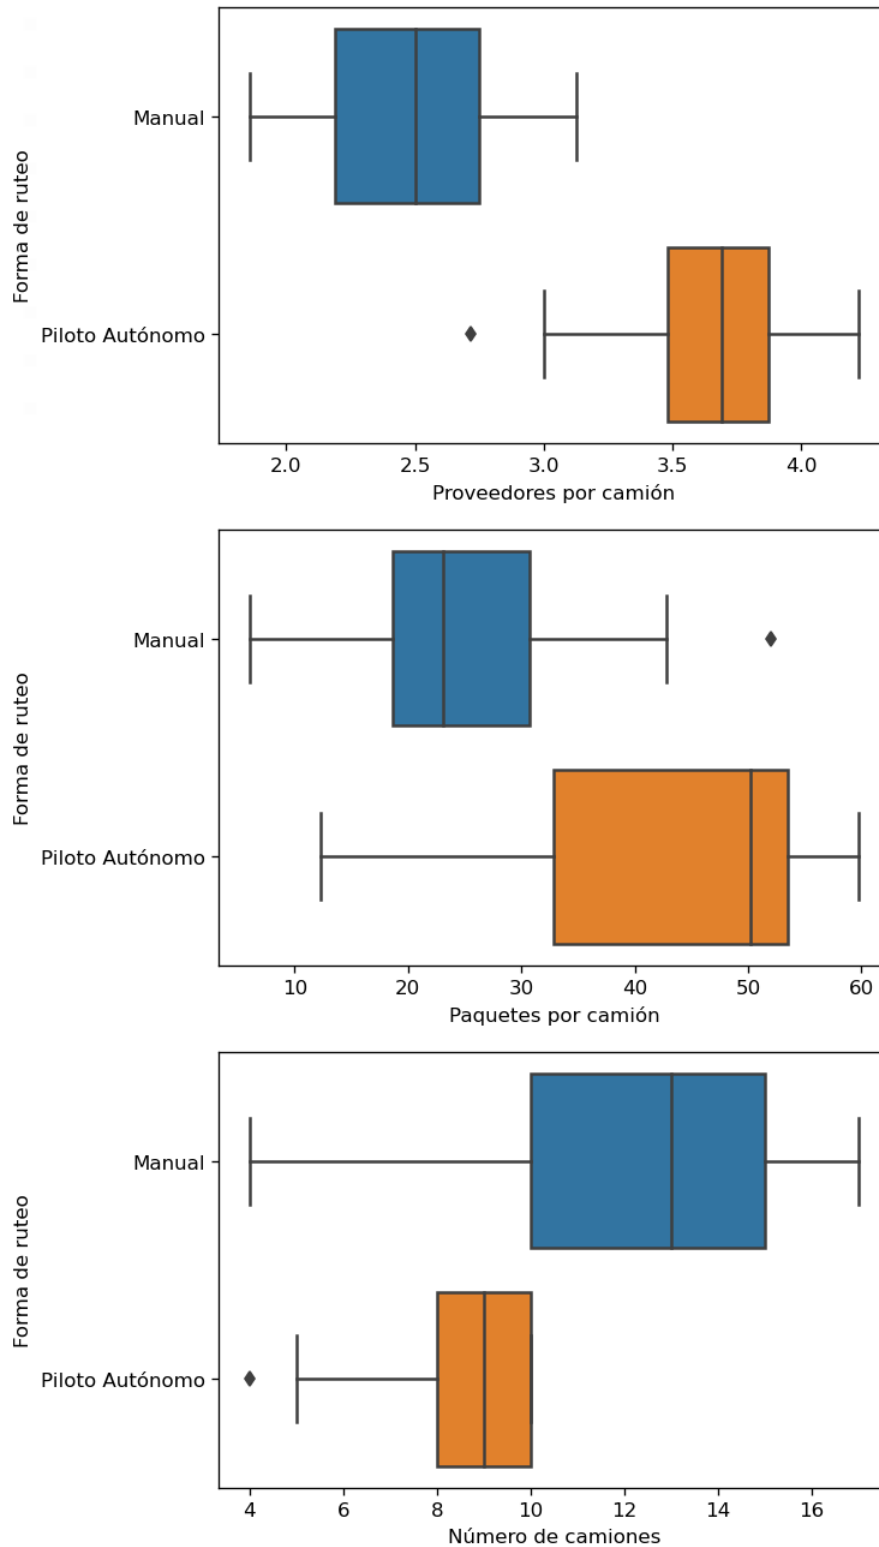 Forma de ruteo
Manual
Piloto Autónomo
2.0 2.5 3.0 3.5 4.0
Proveedores por camión
Forma de ruteo
Manual
Piloto Autónomo
10 20 30 40 50 60
Paquetes por camión
Forma de ruteo
Manual
Piloto Autónomo
4 6 8 10 12 14 16
Número de camiones